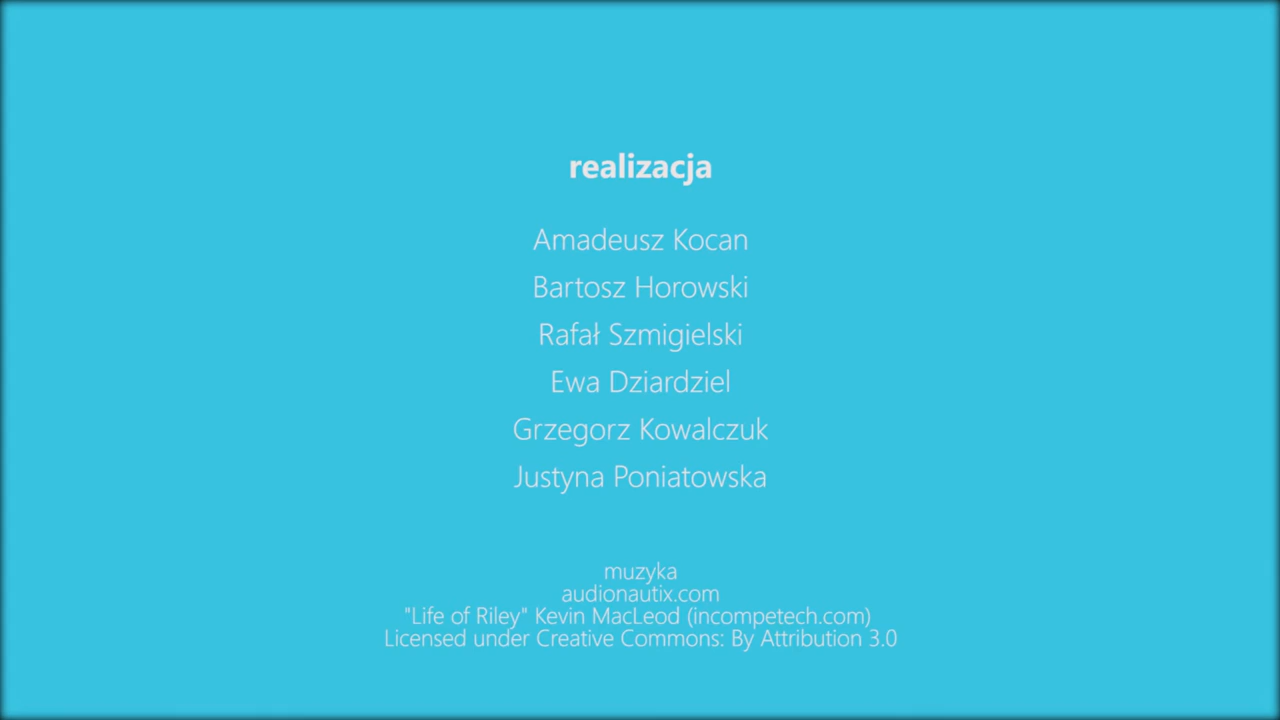 realizacja
Amadeusz Kocan
Bartosz Horowski
Rafał Szmigielski
Ewa Dziardziel
Grzegorz Kowalczuk
Justyna Poniatowska
muzyka
audionautix.com
"Life of Riley" Kevin MacLeod (incompetech.com)
Licensed under Creative Commons: By Attribution 3.0